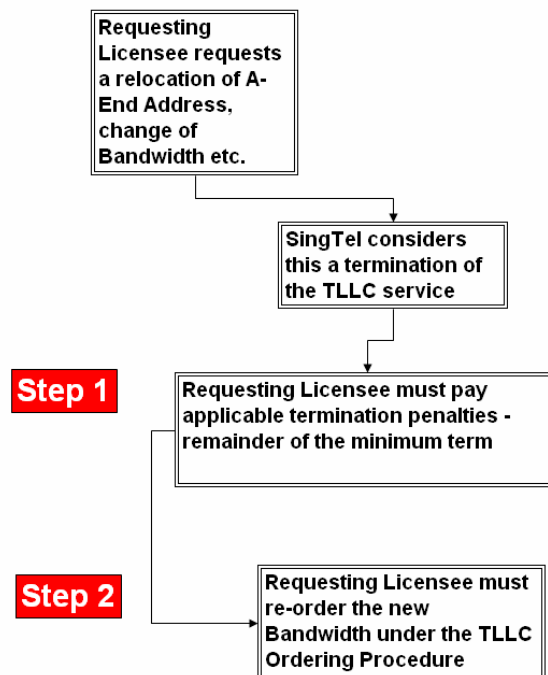 Requesting
Licensee requests
a relocation of A-
End Address,
change of
Bandwidth etc.
SingTel considers
this a termination of
the TLLC service
Step 1
Requesting Licensee must pay
applicable termination penalties -
remainder of the minimum term
Step 2
Requesting Licensee must
re-order the new
Bandwidth under the TLLC
Ordering Procedure